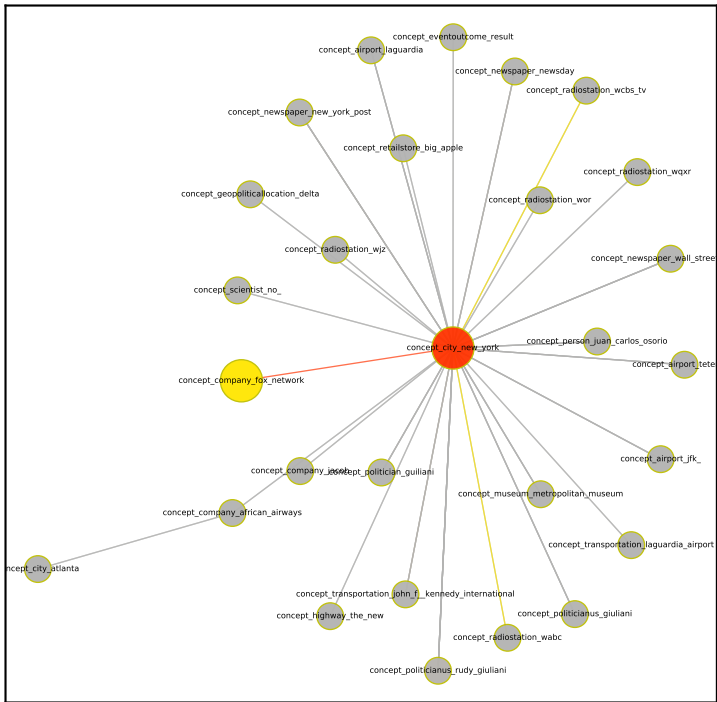 concept_eventoutcome_result
concept_airport_laguardia
concept_newspaper_newsday
concept_radiostation_wcbs_tv
concept_newspaper_new_york_post
concept_retailstore_big_apple
concept_radiostation_wqxr
concept_geopoliticallocation_delta
concept_radiostation_wor
concept_radiostation_wjz
concept_newspaper_wall_stree
concept_scientist_no_
concept_person_juan_carlos_osorio
concept_city_new_york
concept_airport_tete
concept_company_fox_network
concept_airport_jfk_
concept_company_jacob
concept_politician_guiliani
concept_museum_metropolitan_museum
concept_company_african_airways
concept_transportation_laguardia_airport
ncept_city_atlanta
concept_transportation_john_f__kennedy_international
concept_highway_the_new
concept_politicianus_giuliani
concept_radiostation_wabc
concept_politicianus_rudy_giuliani